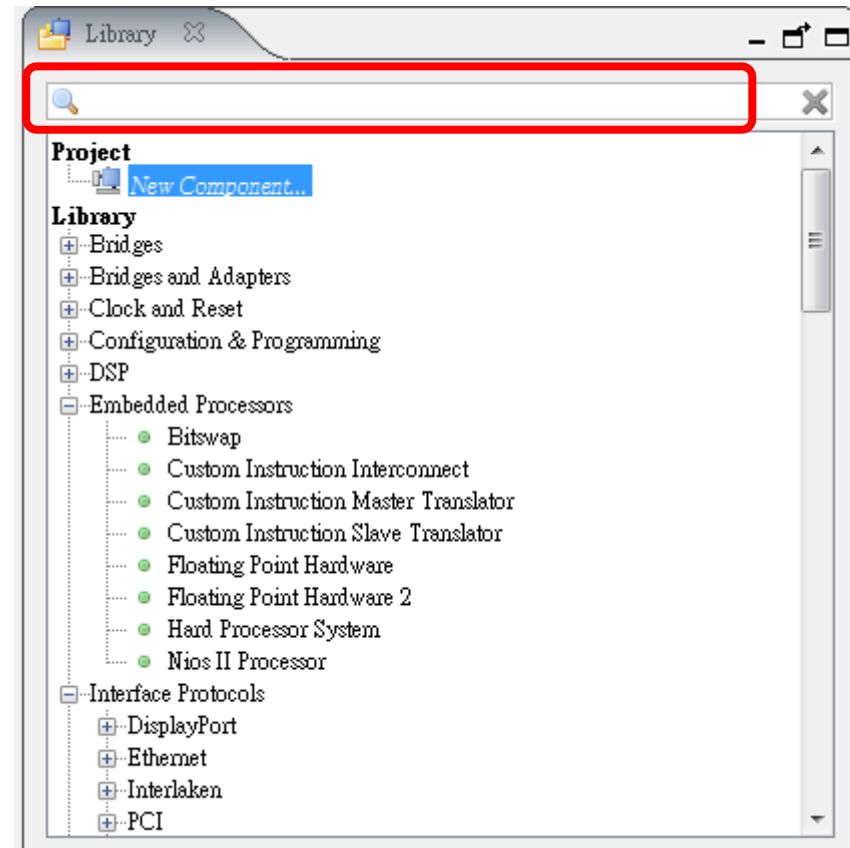 Library
Project
New Component...
Library
Bridges
Bridges and Adapters
Clock and Reset
Configuration & Programming
DSP
Embedded Processors
Bitswap
Custom Instruction Interconnect
Custom Instruction Master Translator
Custom Instruction Slave Translator
Floating Point Hardware
Floating Point Hardware 2
Hard Processor System
Nios II Processor
Interface Protocols
DisplayPort
Ethernet
Interlaken
PCI